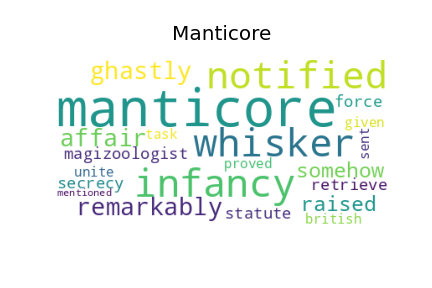 Manticore
ghastly notified
manticore force
given
affair task whisker sent
magizoologist proved somehow
unite infancy
secrecy retrieve
mentioned
remarkably statute raised
british